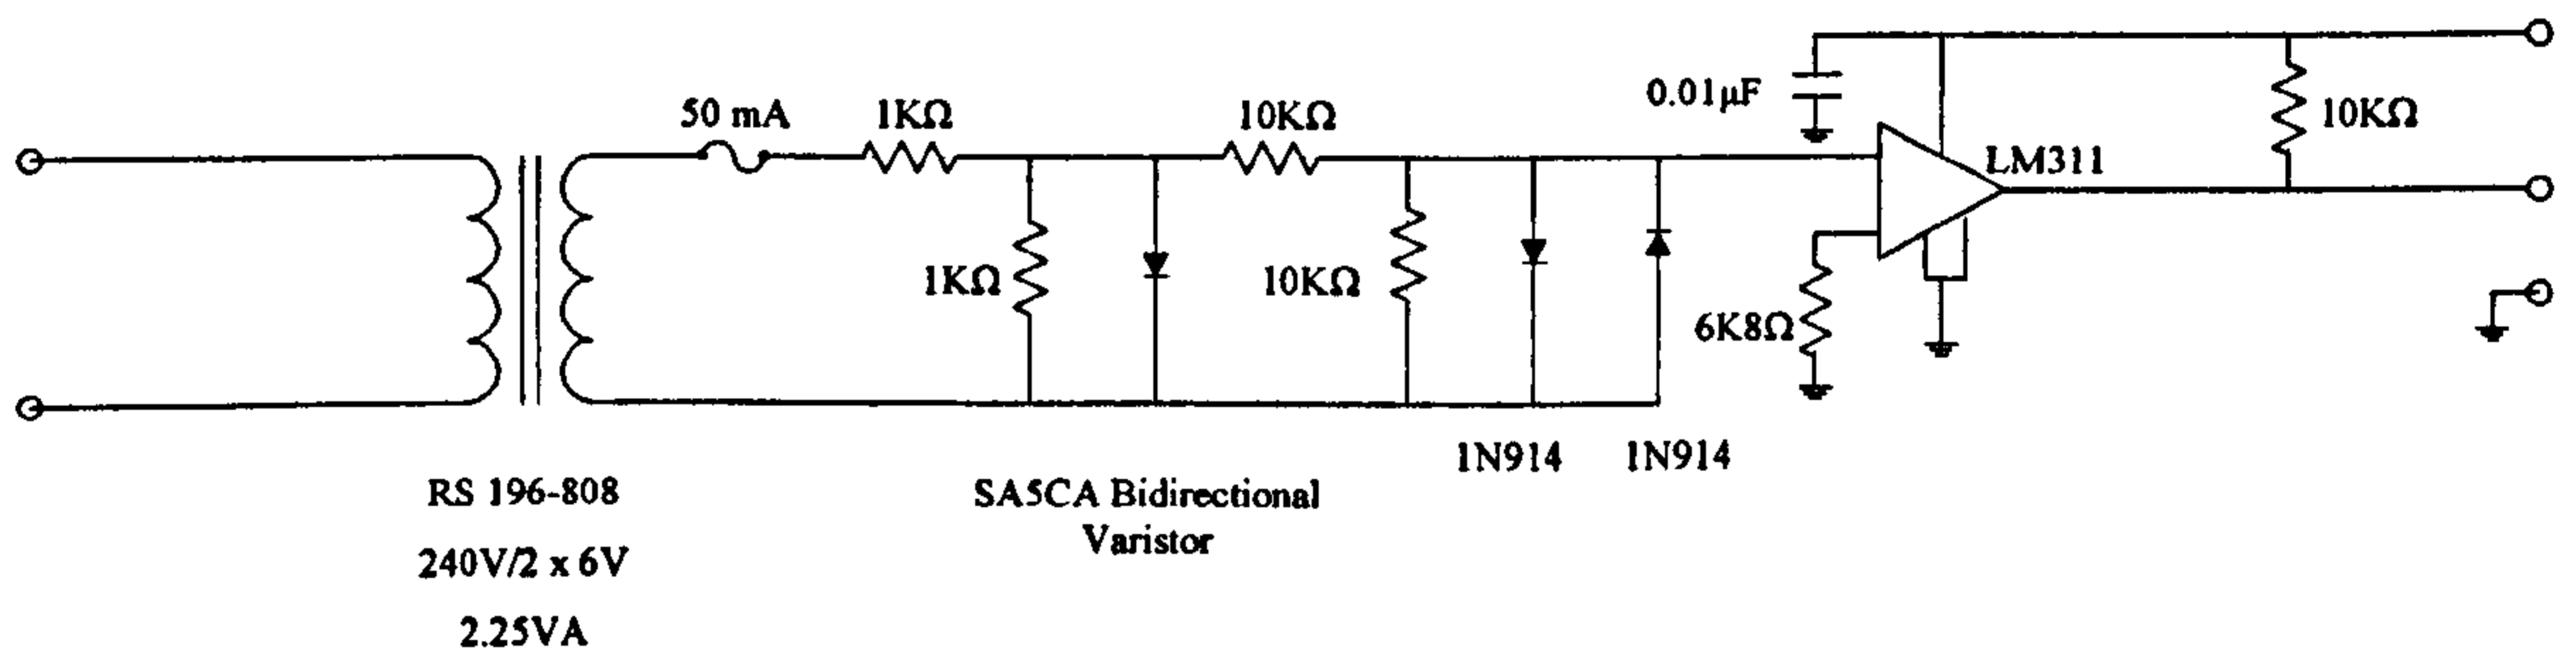 50 mA
1KΩ
10KΩ
0.01µF
LM311
10KΩ
1KΩ
10KΩ
6K8Ω
1N914
1N914
RS 196-808
240V/2 x 6V
2.25VA
SA5CA Bidirectional
Varistor